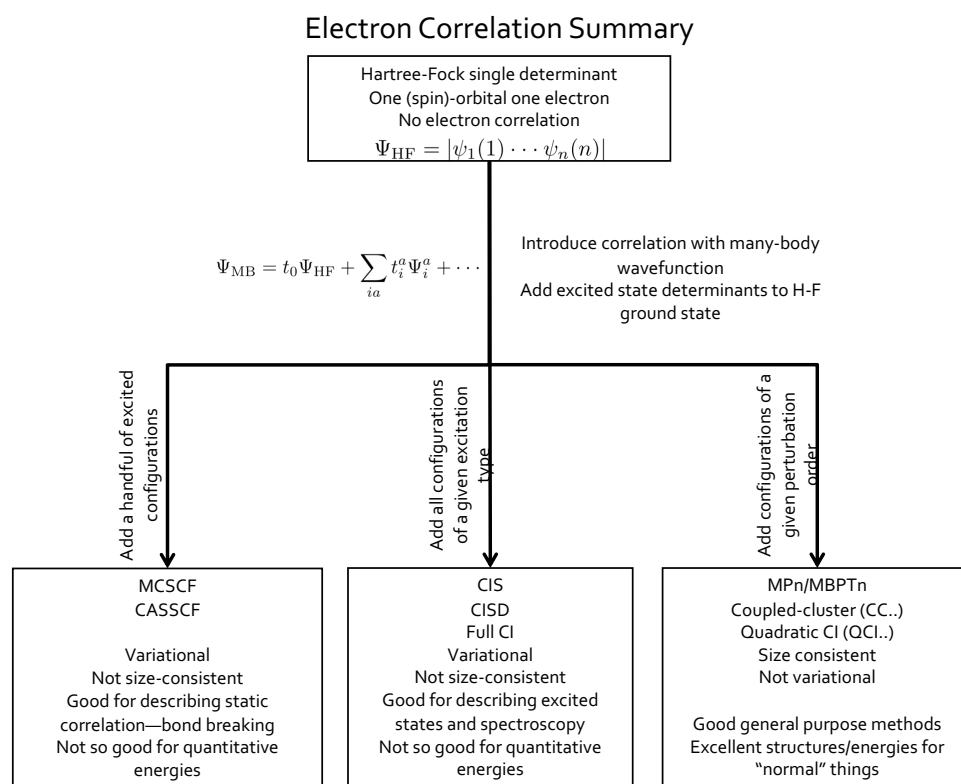 Electron Correlation Summary
Hartree-Fock single determinant
One (spin)-orbital one electron
No electron correlation
Ψ_HF = |ψ_1(1) · · · ψ_n(n)|
Ψ_MB = t_0Ψ_HF + ∑_{ia} t_i^aΨ_i^a + · · ·
Introduce correlation with many-body
wavefunction
Add excited state determinants to H-F
ground state
Add a handful of excited
configurations
Add all configurations
of a given excitation
type
Add configurations of a
given perturbation
order
MCSCF
CASSCF
Variational
Not size-consistent
Good for describing static
correlation—bond breaking
Not so good for quantitative
energies
CIS
CISD
Full CI
Variational
Not size-consistent
Good for describing excited
states and spectroscopy
Not so good for quantitative
energies
MPn/MBPTn
Coupled-cluster (CC..)
Quadratic CI (QCI..)
Size consistent
Not variational
Good general purpose methods
Excellent structures/energies for
“normal” things